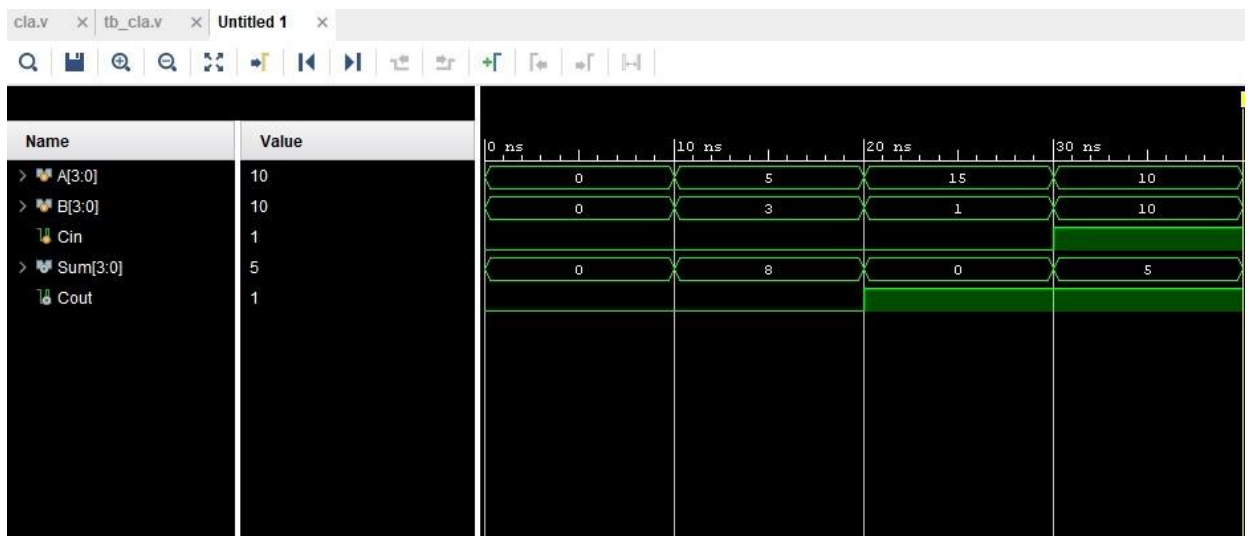 cla.v × tb_cla.v × Untitled 1 ×
Name Value 0 ns 10 ns 20 ns 30 ns
A[3:0] 10 0 5 15 10
B[3:0] 10 0 3 1 10
Cin 1
Sum[3:0] 5 0 8 0 5
Cout 1